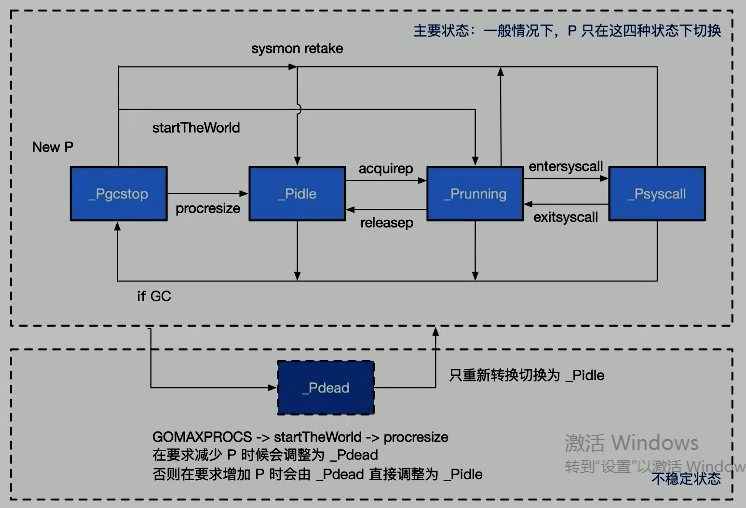 主要状态：一般情况下，P 只在这四种状态下切换
sysmon retake
startTheWorld
New P
_Pgcstop
procresize
_Pidle
acquirep
releasep
_Prunning
entersyscall
exitsyscall
_Psyscall
if GC
_Pdead
只重新转换切换为 _Pidle
GOMAXPROCS -> startTheWorld -> procresize
在要求减少 P 时候会调整为 _Pdead
否则在要求增加 P 时会由 _Pdead 直接调整为 _Pidle
激活 Windows
转到“设置”以激活 Window
不稳定状态